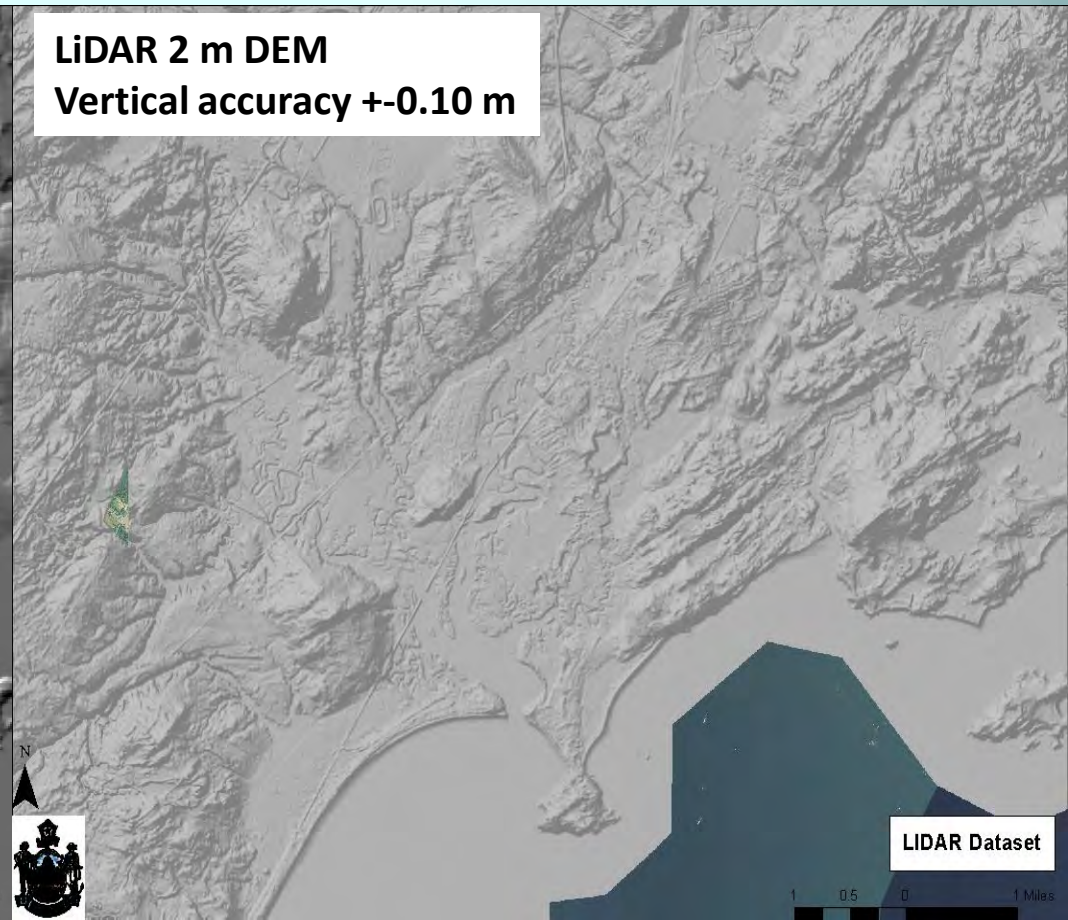 LiDAR 2 m DEM
Vertical accuracy +-0.10 m
N
LIDAR Dataset
1 0.5 0 1 Miles